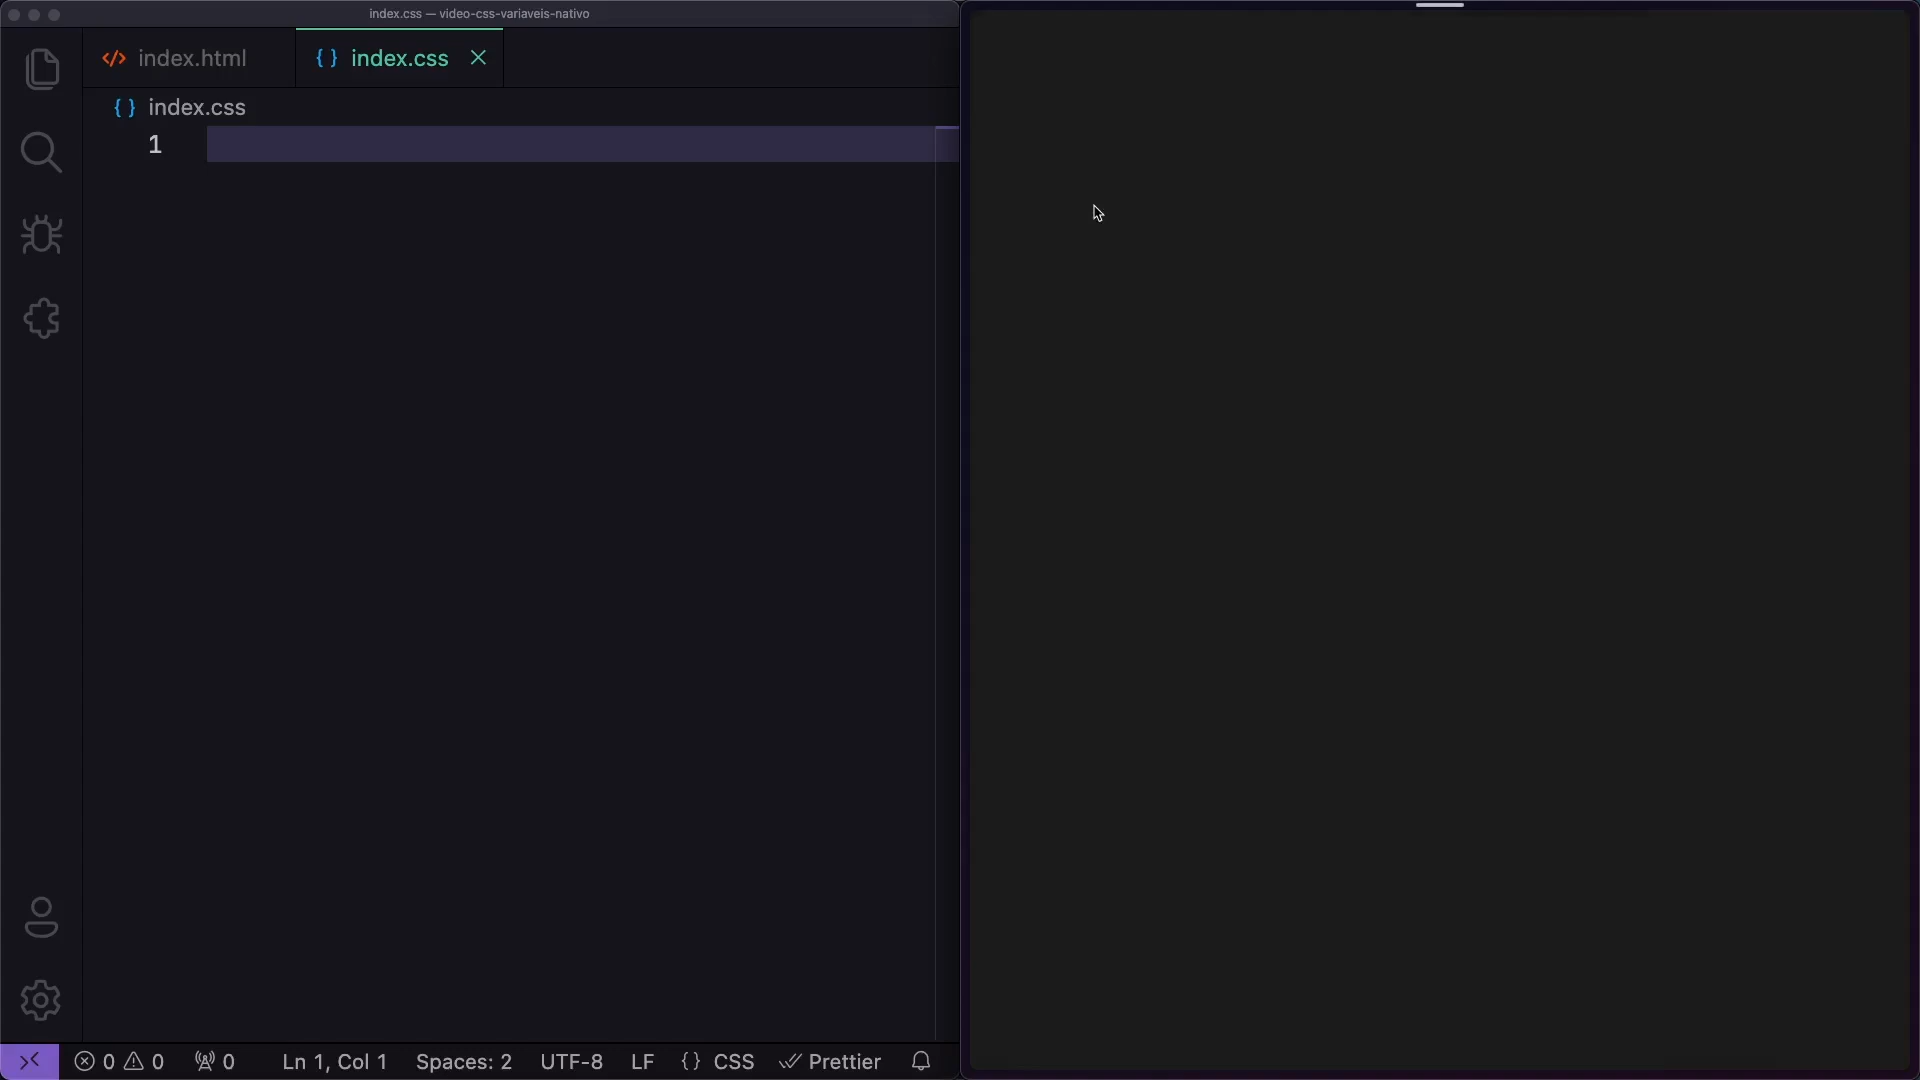 index.css — video-css-variaveis-nativo
index.html
index.css
index.css
1
0 0 0 Ln 1, Col 1 Spaces: 2 UTF-8 LF {} CSS Prettier